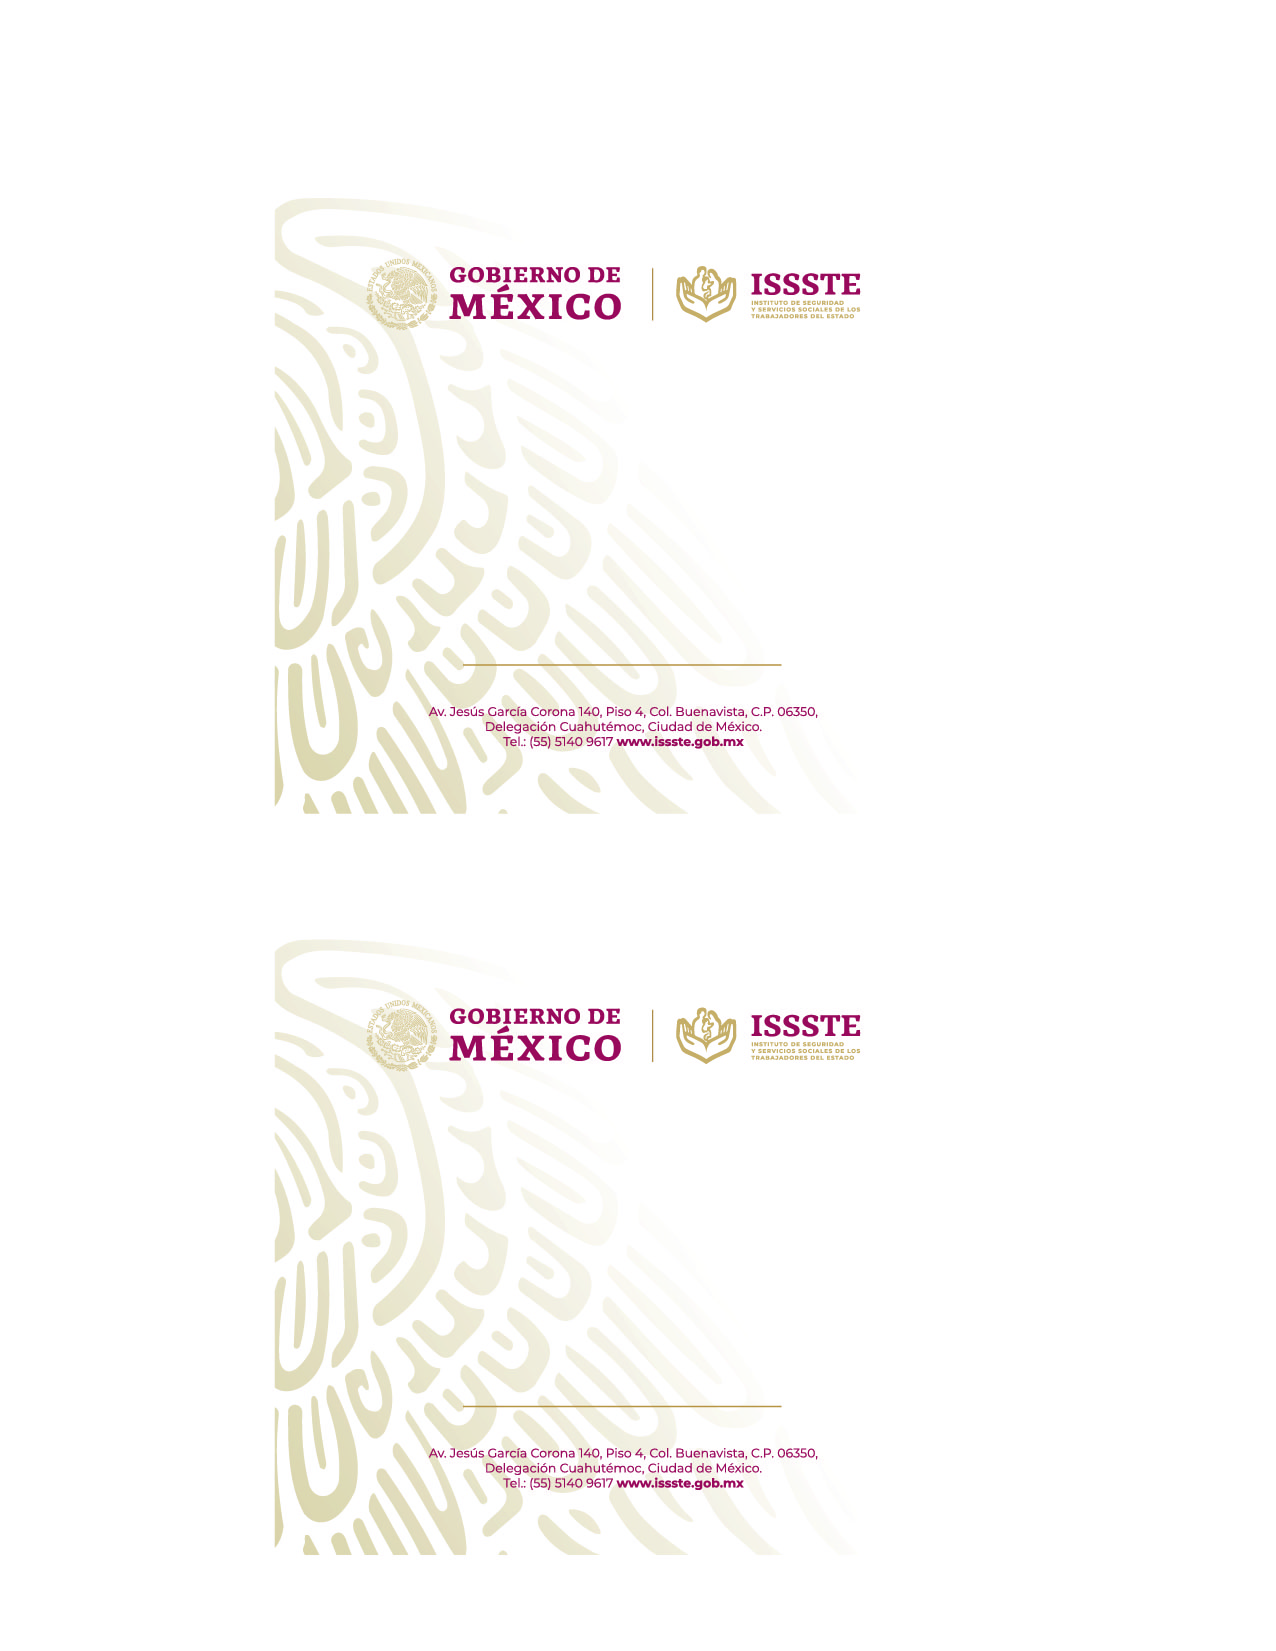 ESTADOS UNIDOS MEXICANOS
GOBIERNO DE
MÉXICO
ISSSTE
INSTITUTO DE SEGURIDAD
Y SERVICIOS SOCIALES DE LOS
TRABAJADORES DEL ESTADO
Av. Jesús García Corona 140, Piso 4, Col. Buenavista, C.P. 06350,
Delegación Cuahutémoc, Ciudad de México.
Tel.: (55) 5140 9617 www.issste.gob.mx
ESTADOS UNIDOS MEXICANOS
GOBIERNO DE
MÉXICO
ISSSTE
INSTITUTO DE SEGURIDAD
Y SERVICIOS SOCIALES DE LOS
TRABAJADORES DEL ESTADO
Av. Jesús García Corona 140, Piso 4, Col. Buenavista, C.P. 06350,
Delegación Cuahutémoc, Ciudad de México.
Tel.: (55) 5140 9617 www.issste.gob.mx